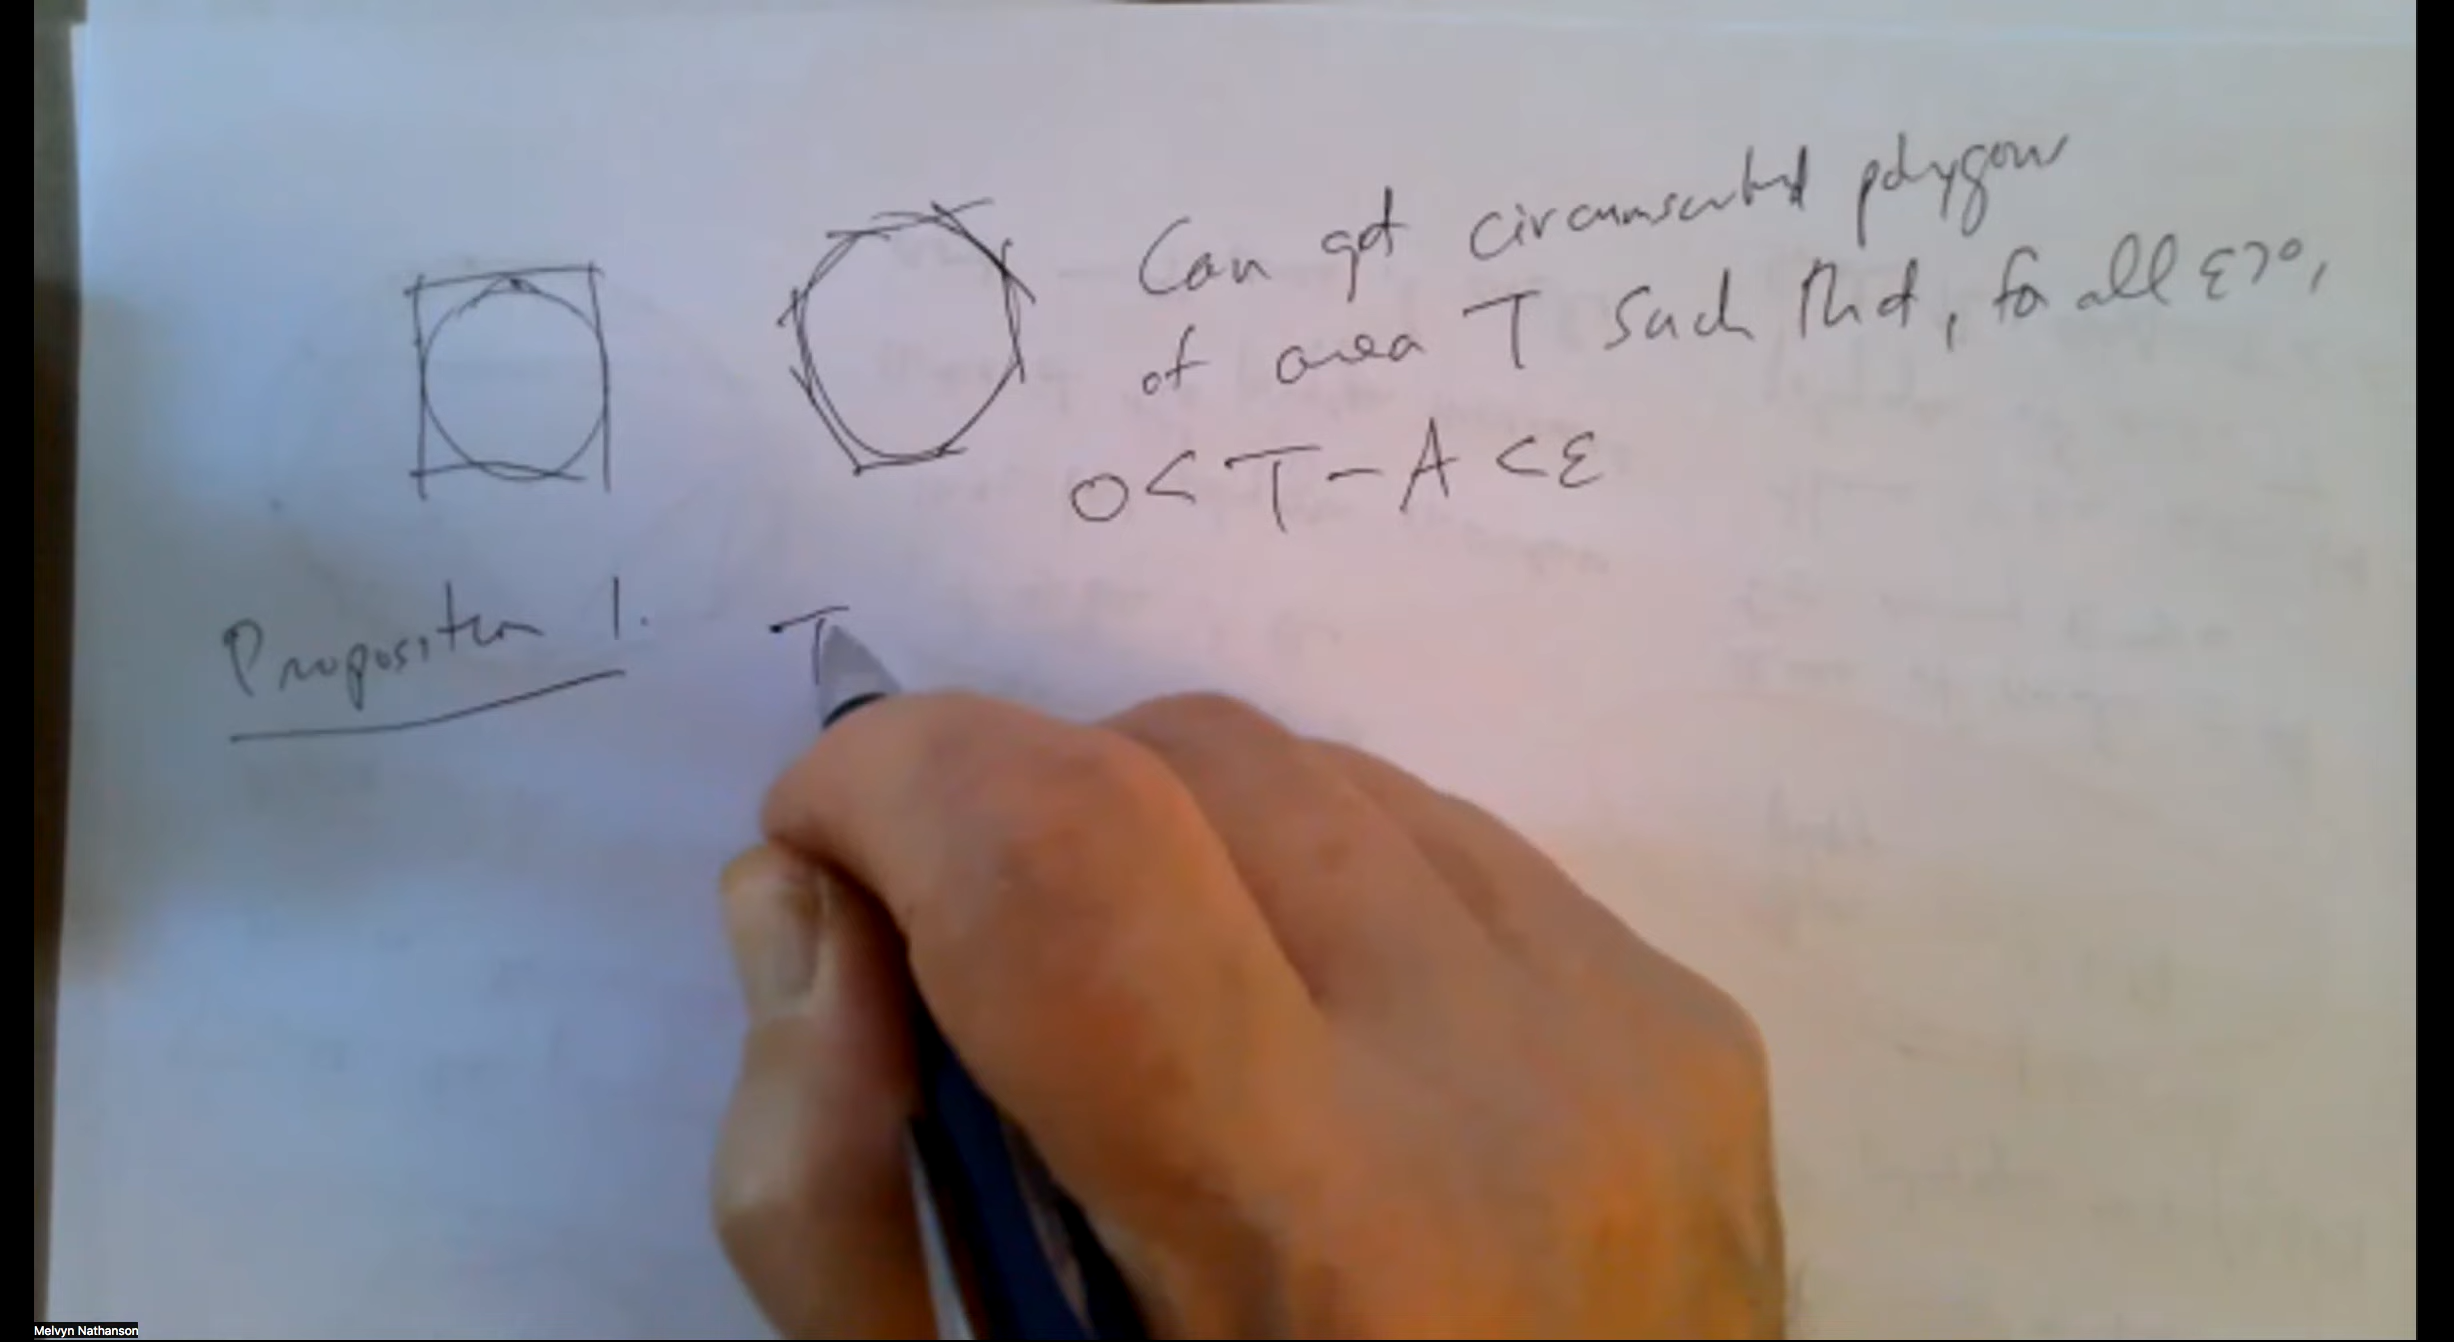 Can get circumscribed polygon
of area T such that, for all ε>0,
0 < T - A < ε
Proposition 1. T
Melvyn Nathanson